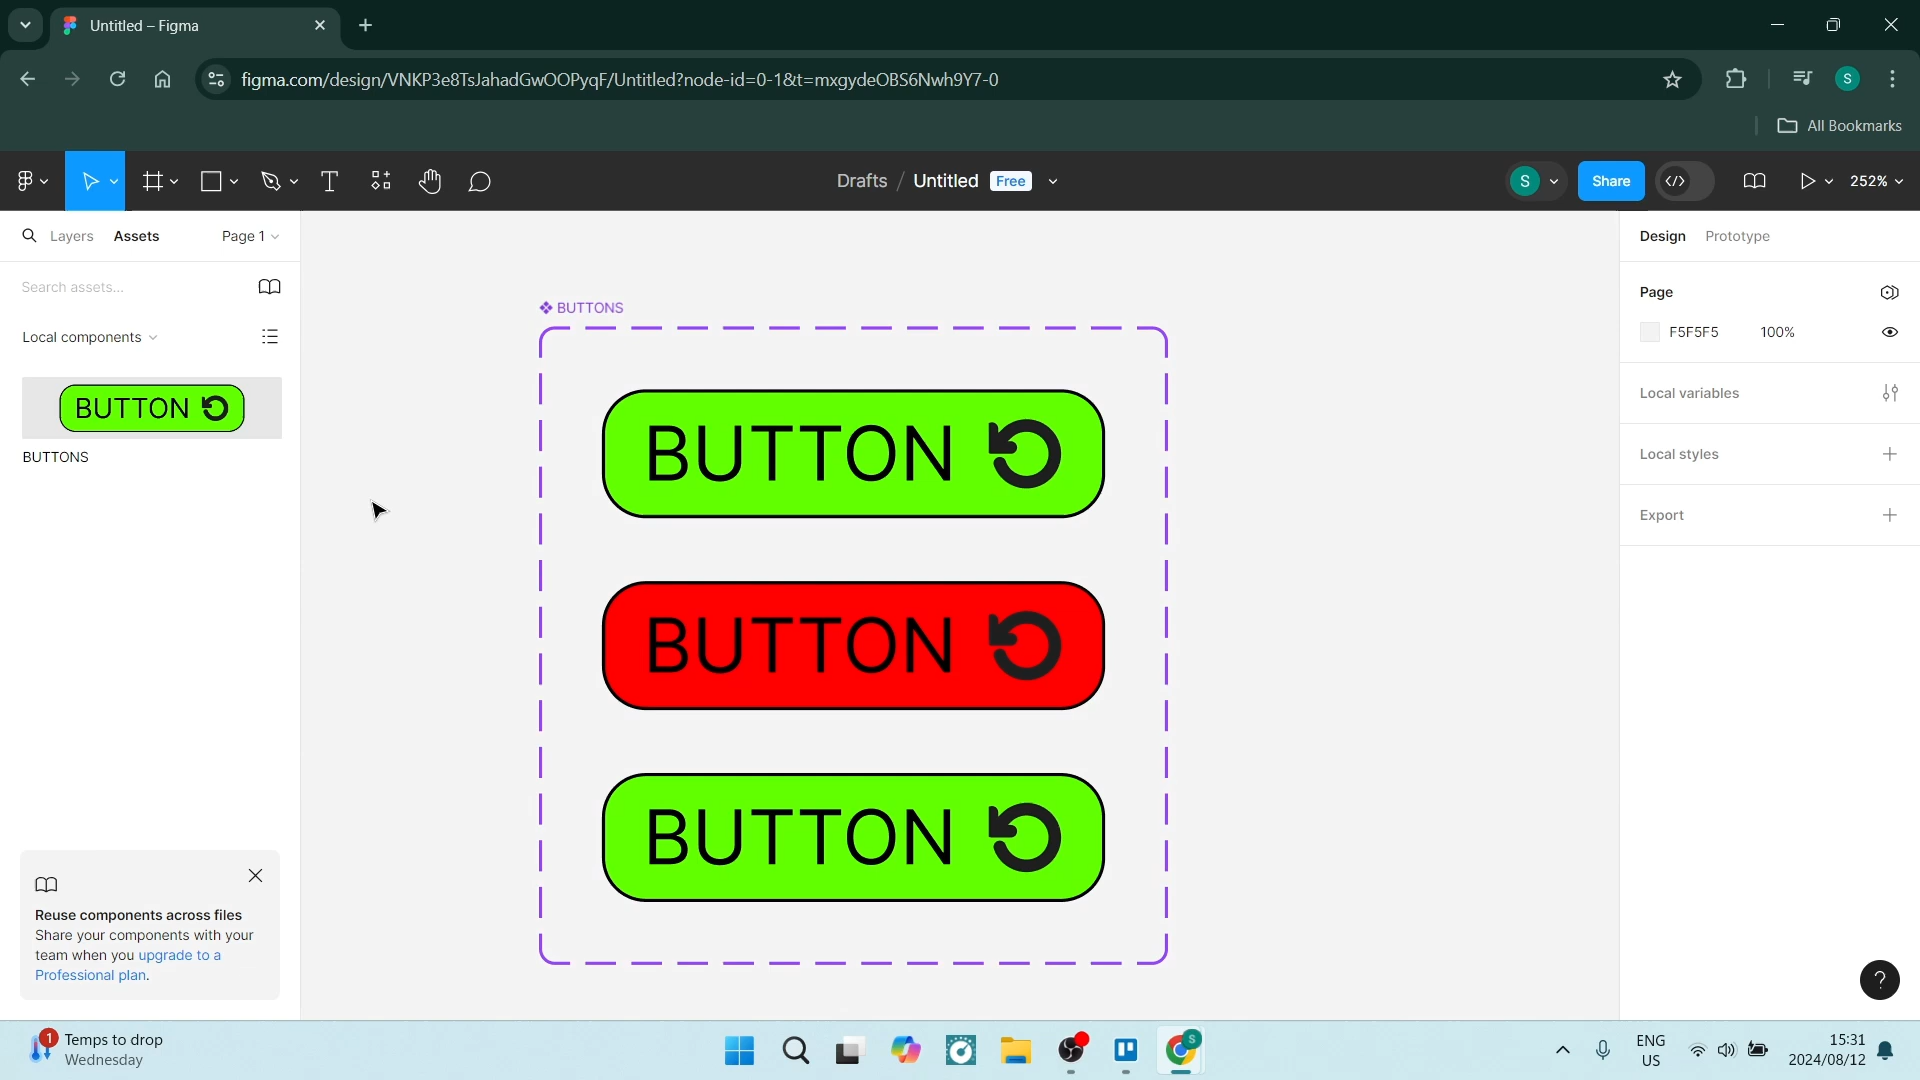 Untitled – Figma
figma.com/design/VNKP3e8TsJahadGwOOPyqF/Untitled?node-id=0-1&t=mxgydeOBS6Nwh9Y7-0
S
All Bookmarks
Drafts / Untitled Free
S
Share
252%
Layers Assets Page 1
Search assets...
Local components
BUTTON
BUTTONS
BUTTONS
BUTTON
BUTTON
BUTTON
Design Prototype
Page
F5F5F5 100%
Local variables
Local styles
Export
Reuse components across files
Share your components with your
team when you upgrade to a
Professional plan.
?
1
Temps to drop
Wednesday
S
ENG
US
15:31
2024/08/12